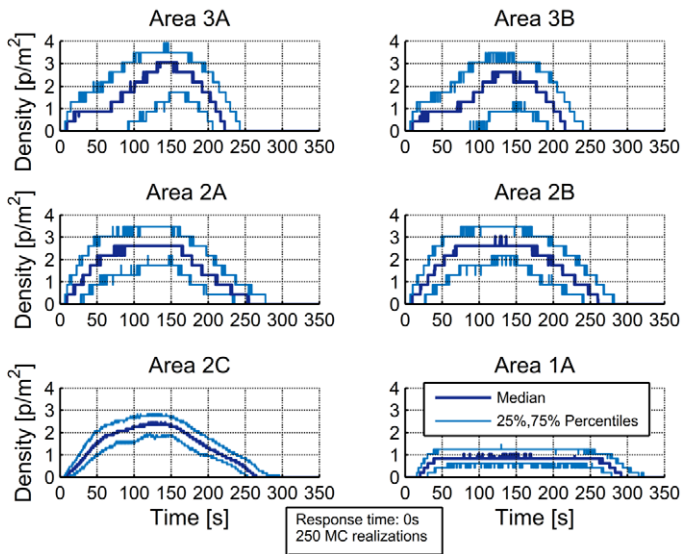 Area 3A
Area 3B
Density [p/m²]
4
3
2
1
0
0 50 100 150 200 250 300 350
4
3
2
1
0
0 50 100 150 200 250 300 350
Area 2A
Area 2B
Density [p/m²]
4
3
2
1
0
0 50 100 150 200 250 300 350
4
3
2
1
0
0 50 100 150 200 250 300 350
Area 2C
Area 1A
Density [p/m²]
4
3
2
1
0
0 50 100 150 200 250 300 350
Time [s]
4
3
2
1
0
Median
25%,75% Percentiles
0 50 100 150 200 250 300 350
Time [s]
Response time: 0s
250 MC realizations